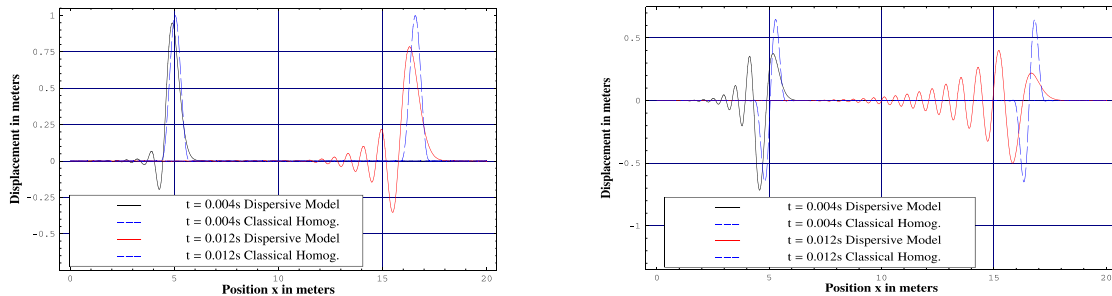 1
0.75
0.5
0.25
0
-0.25
-0.5
Displacement in meters
t = 0.004s Dispersive Model
t = 0.004s Classical Homog.
t = 0.012s Dispersive Model
t = 0.012s Classical Homog.
0 5 10 15 20
Position x in meters
0.5
0
-0.5
-1
Displacement in meters
t = 0.004s Dispersive Model
t = 0.004s Classical Homog.
t = 0.012s Dispersive Model
t = 0.012s Classical Homog.
0 5 10 15 20
Position x in meters